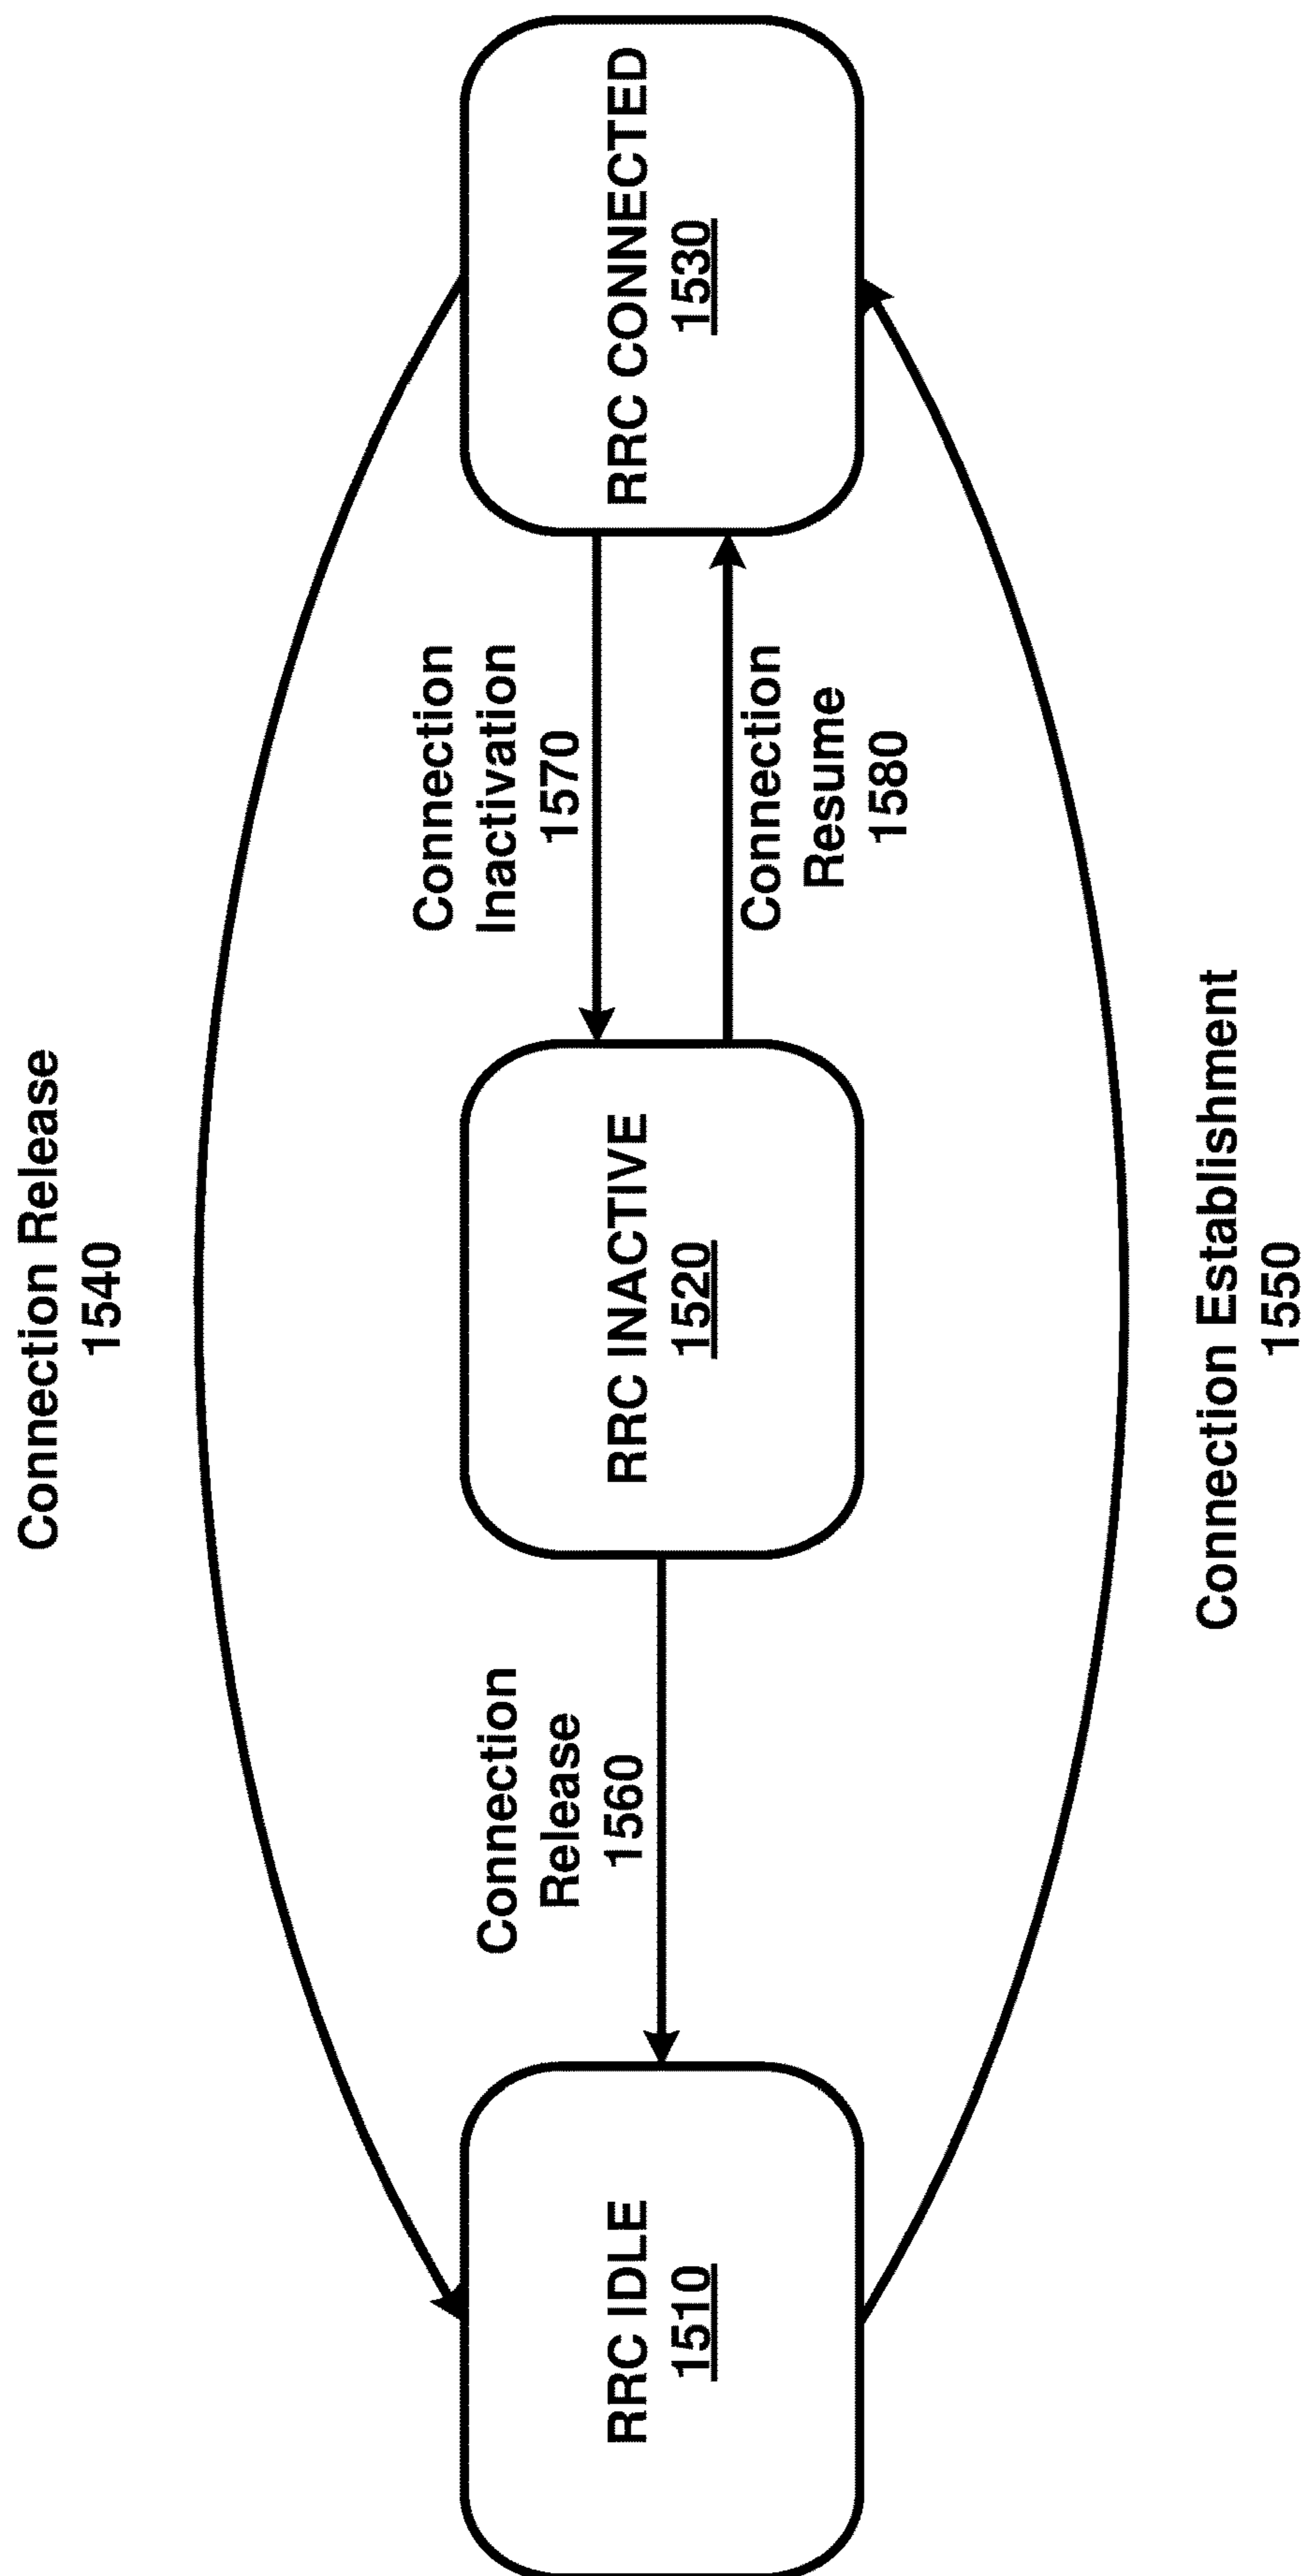 Connection Release
1540
RRC IDLE
1510
Connection
Release
1560
RRC INACTIVE
1520
Connection
Inactivation
1570
Connection
Resume
1580
RRC CONNECTED
1530
Connection Establishment
1550